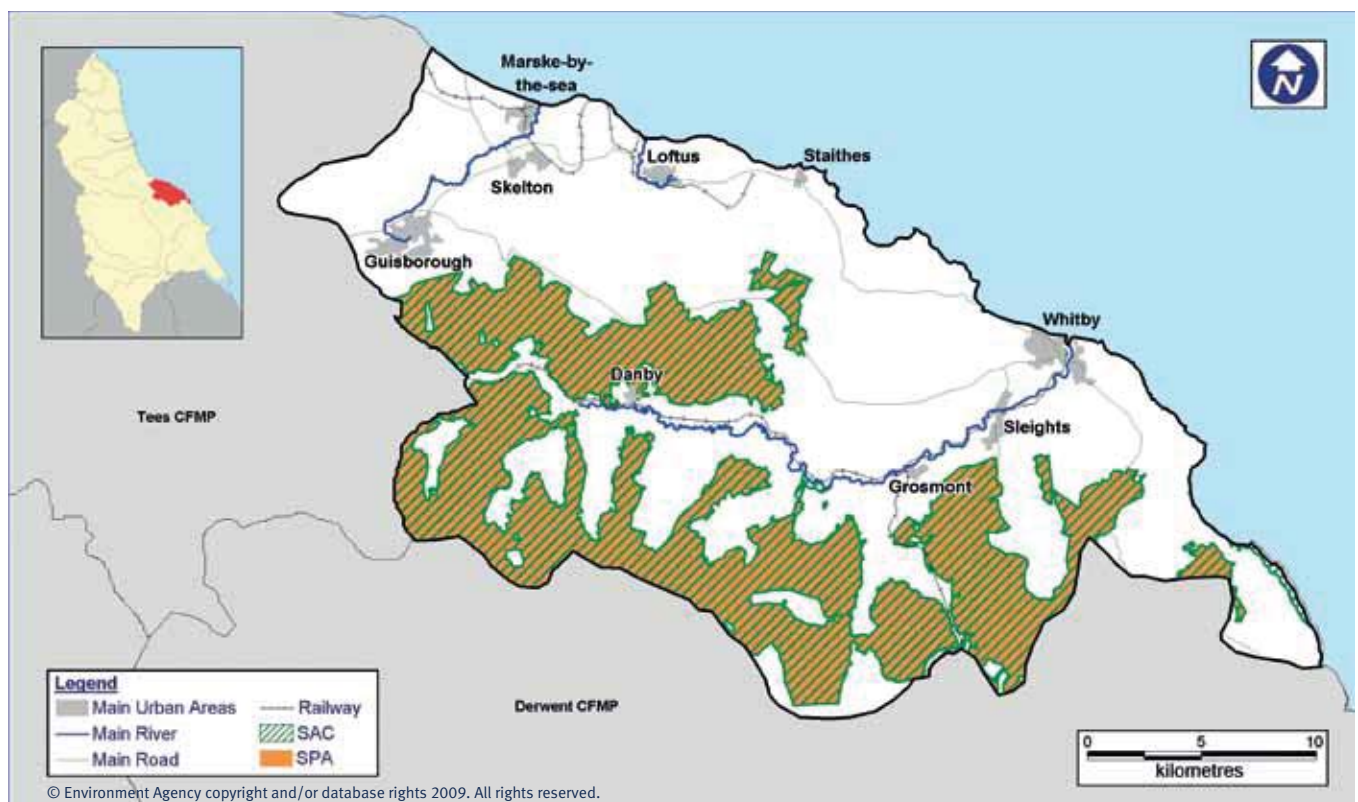 Marske-by-
the-sea
N
Loftus
Staithes
Skelton
Guisborough
Whitby
Danby
Tees CFMP
Sleights
Grosmont
Legend
Main Urban Areas
Railway
Main River
SAC
Main Road
SPA
Derwent CFMP
0 5 10
kilometres
© Environment Agency copyright and/or database rights 2009. All rights reserved.